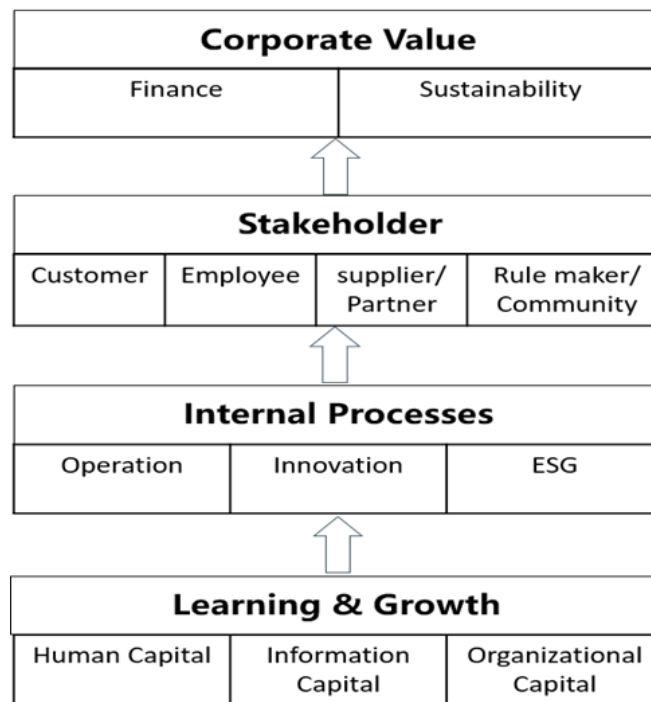 Corporate Value
Finance
Sustainability
Stakeholder
Customer
Employee
supplier/
Partner
Rule maker/
Community
Internal Processes
Operation
Innovation
ESG
Learning & Growth
Human Capital
Information
Capital
Organizational
Capital